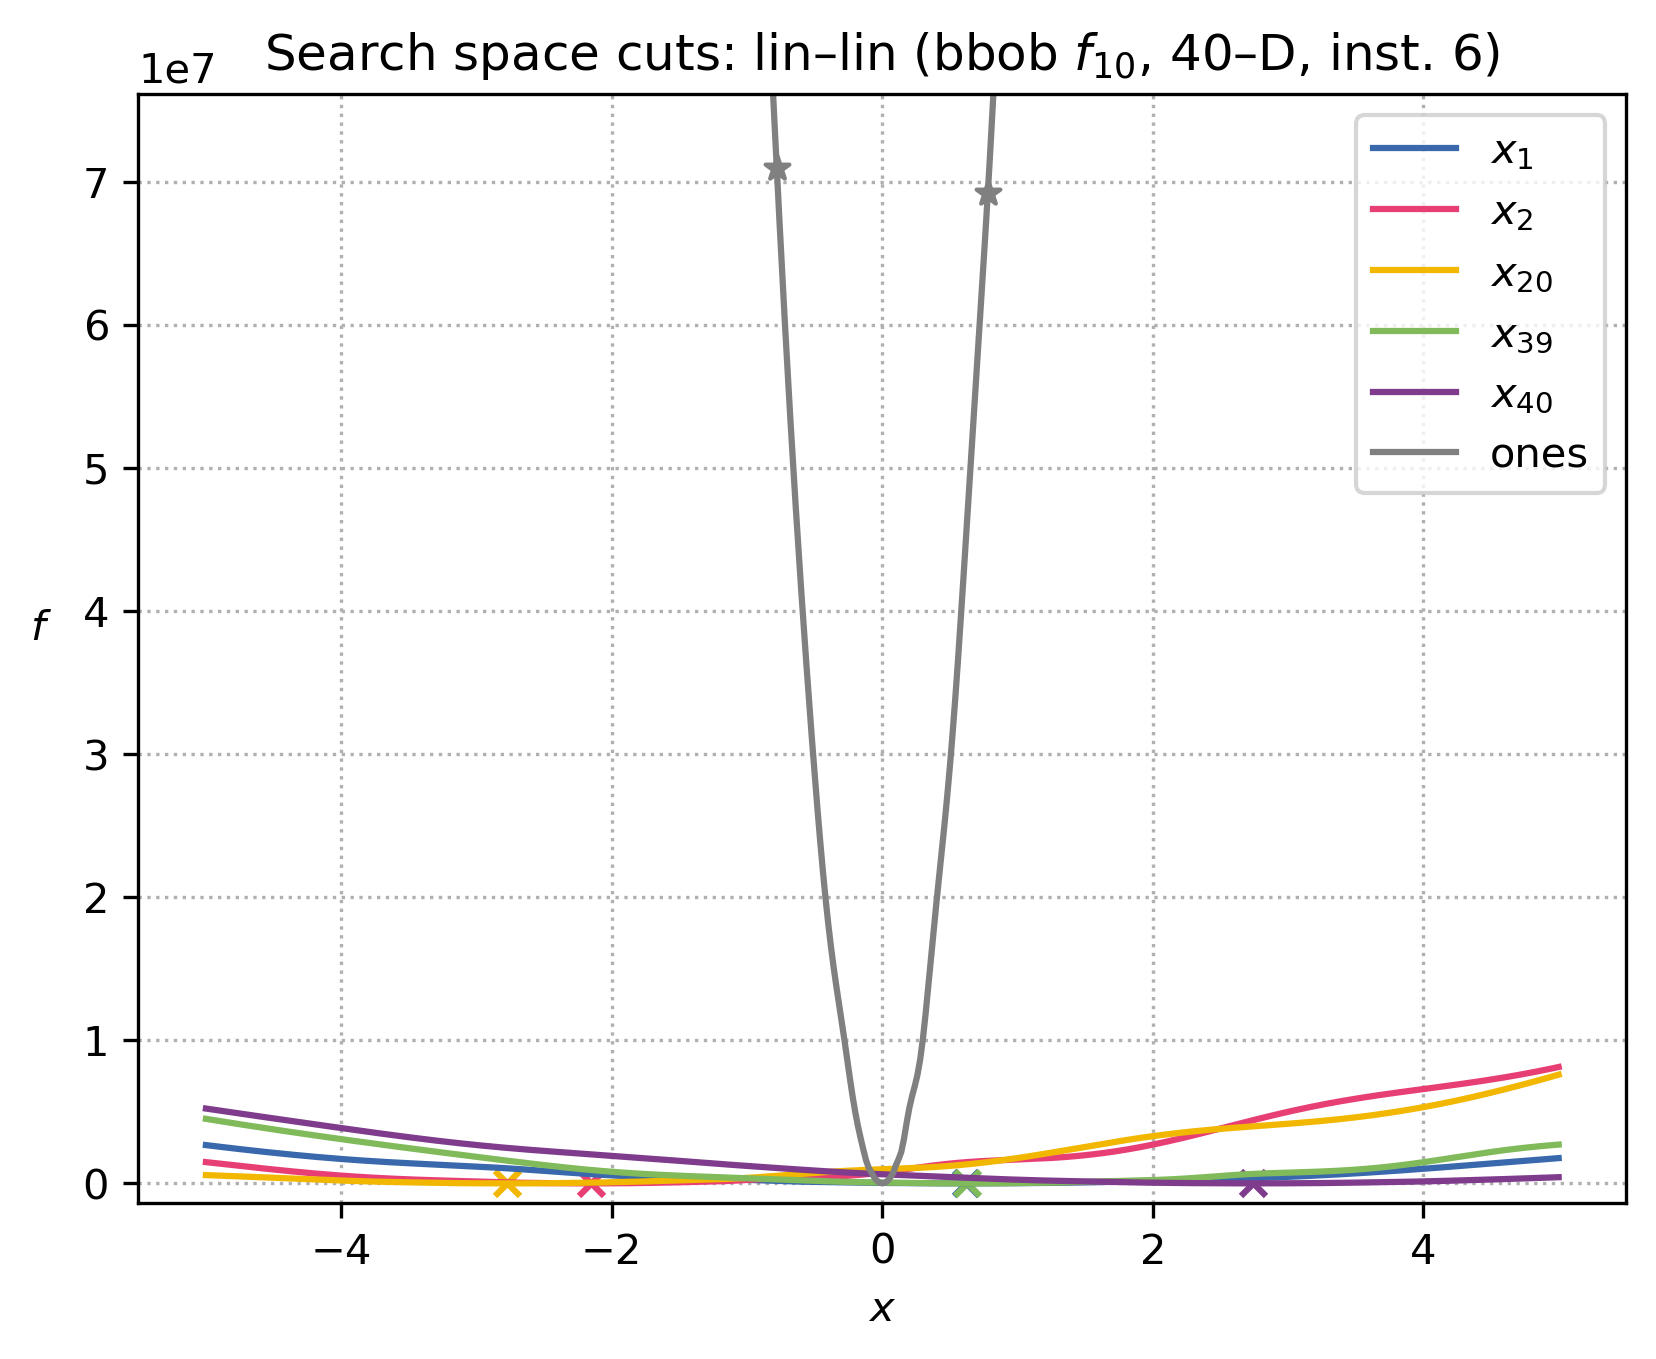 Search space cuts: lin–lin (bbob f10, 40–D, inst. 6)
1e7
7
6
5
4
3
2
1
0
f
−4
−2
0
2
4
x
x1
x2
x20
x39
x40
ones